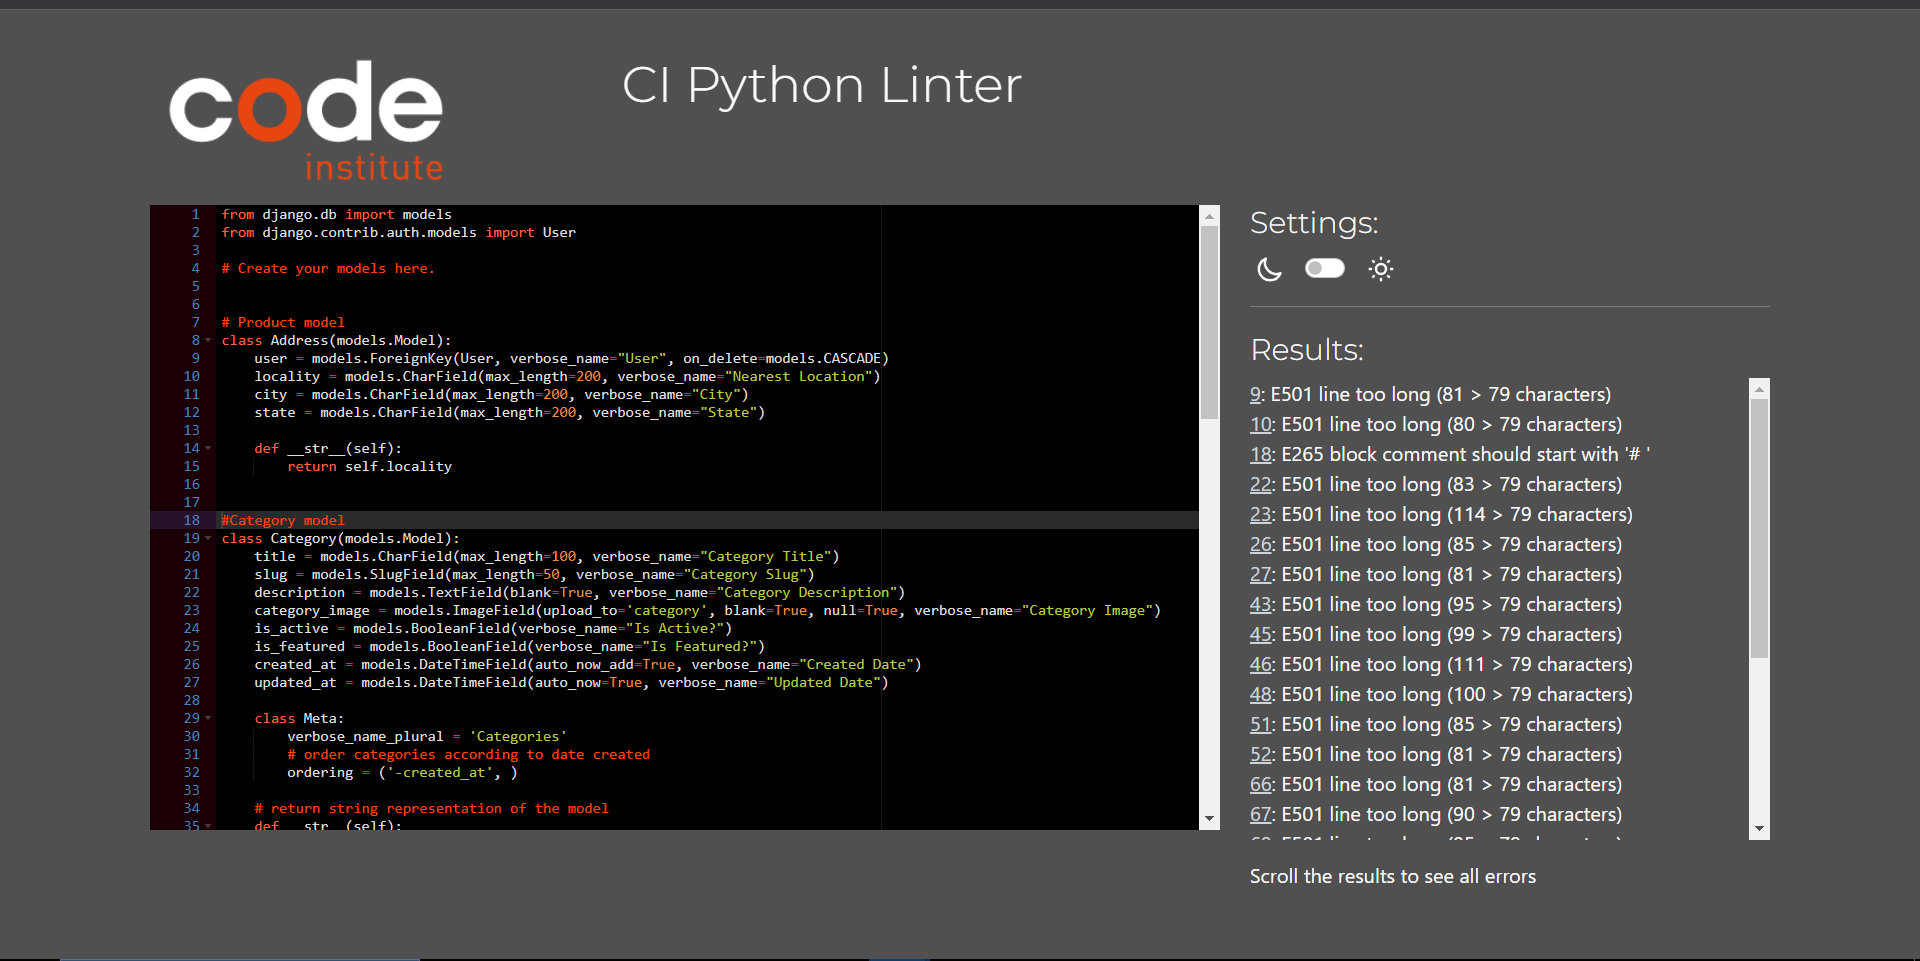 code
institute
CI Python Linter
1 from django.db import models
2 from django.contrib.auth.models import User
3
4 # Create your models here.
5
6
7 # Product model
8 class Address(models.Model):
9     user = models.ForeignKey(User, verbose_name="User", on_delete=models.CASCADE)
10     locality = models.CharField(max_length=200, verbose_name="Nearest Location")
11     city = models.CharField(max_length=200, verbose_name="City")
12     state = models.CharField(max_length=200, verbose_name="State")
13
14     def __str__(self):
15         return self.locality
16
17
18 #Category model
19 class Category(models.Model):
20     title = models.CharField(max_length=100, verbose_name="Category Title")
21     slug = models.SlugField(max_length=50, verbose_name="Category Slug")
22     description = models.TextField(blank=True, verbose_name="Category Description")
23     category_image = models.ImageField(upload_to='category', blank=True, null=True, verbose_name="Category Image")
24     is_active = models.BooleanField(verbose_name="Is Active?")
25     is_featured = models.BooleanField(verbose_name="Is Featured?")
26     created_at = models.DateTimeField(auto_now_add=True, verbose_name="Created Date")
27     updated_at = models.DateTimeField(auto_now=True, verbose_name="Updated Date")
28
29     class Meta:
30         verbose_name_plural = 'Categories'
31         # order categories according to date created
32         ordering = ('-created_at', )
33
34     # return string representation of the model
35     def __str__(self):
Settings:
Results:
9: E501 line too long (81 > 79 characters)
10: E501 line too long (80 > 79 characters)
18: E265 block comment should start with '# '
22: E501 line too long (83 > 79 characters)
23: E501 line too long (114 > 79 characters)
26: E501 line too long (85 > 79 characters)
27: E501 line too long (81 > 79 characters)
43: E501 line too long (95 > 79 characters)
45: E501 line too long (99 > 79 characters)
46: E501 line too long (111 > 79 characters)
48: E501 line too long (100 > 79 characters)
51: E501 line too long (85 > 79 characters)
52: E501 line too long (81 > 79 characters)
66: E501 line too long (81 > 79 characters)
67: E501 line too long (90 > 79 characters)
Scroll the results to see all errors